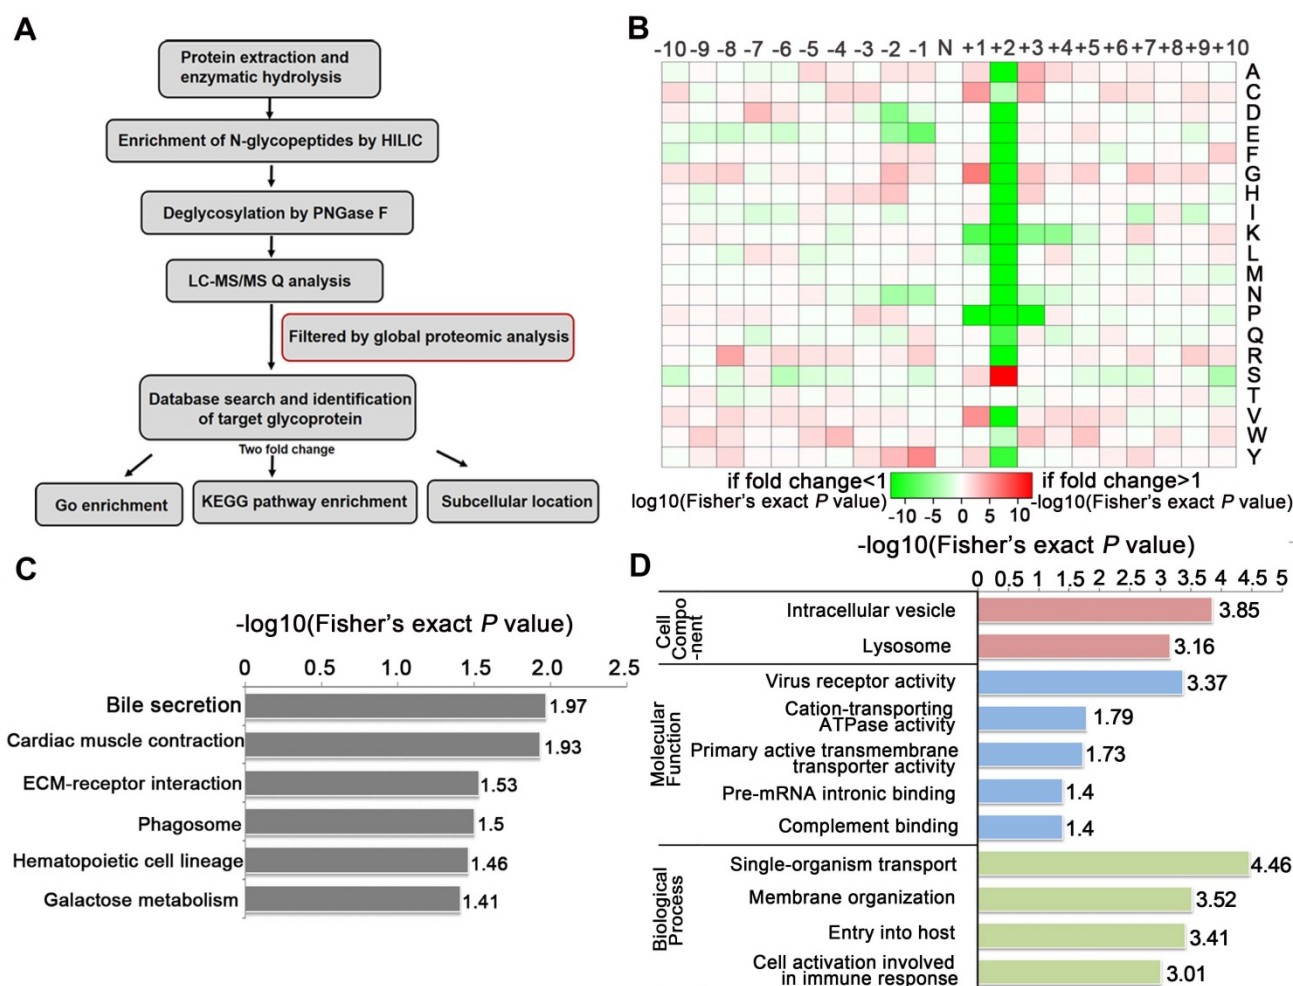 A
Protein extraction and
enzymatic hydrolysis
Enrichment of N-glycopeptides by HILIC
Deglycosylation by PNGase F
LC-MS/MS Q analysis
Filtered by global proteomic analysis
Database search and identification
of target glycoprotein
Two fold change
Go enrichment
KEGG pathway enrichment
Subcellular location
B
-10 -9 -8 -7 -6 -5 -4 -3 -2 -1 N +1 +2 +3 +4 +5 +6 +7 +8 +9 +10
A
C
D
E
F
G
H
I
K
L
M
N
P
Q
R
S
T
V
W
Y
if fold change<1
log10(Fisher's exact P value)
-10 -5 0 5 10
if fold change>1
-log10(Fisher's exact P value)
C
-log10(Fisher's exact P value)
0 0.5 1.0 1.5 2.0 2.5
Bile secretion 1.97
Cardiac muscle contraction 1.93
ECM-receptor interaction 1.53
Phagosome 1.5
Hematopoietic cell lineage 1.46
Galactose metabolism 1.41
D
-log10(Fisher's exact P value)
0 0.5 1 1.5 2 2.5 3 3.5 4 4.5 5
Cell
Compo
-nent
Intracellular vesicle 3.85
Lysosome 3.16
Molecular
Function
Virus receptor activity 3.37
Cation-transporting
ATPase activity 1.79
Primary active transmembrane
transporter activity 1.73
Pre-mRNA intronic binding 1.4
Complement binding 1.4
Biological
Process
Single-organism transport 4.46
Membrane organization 3.52
Entry into host 3.41
Cell activation involved
in immune response 3.01